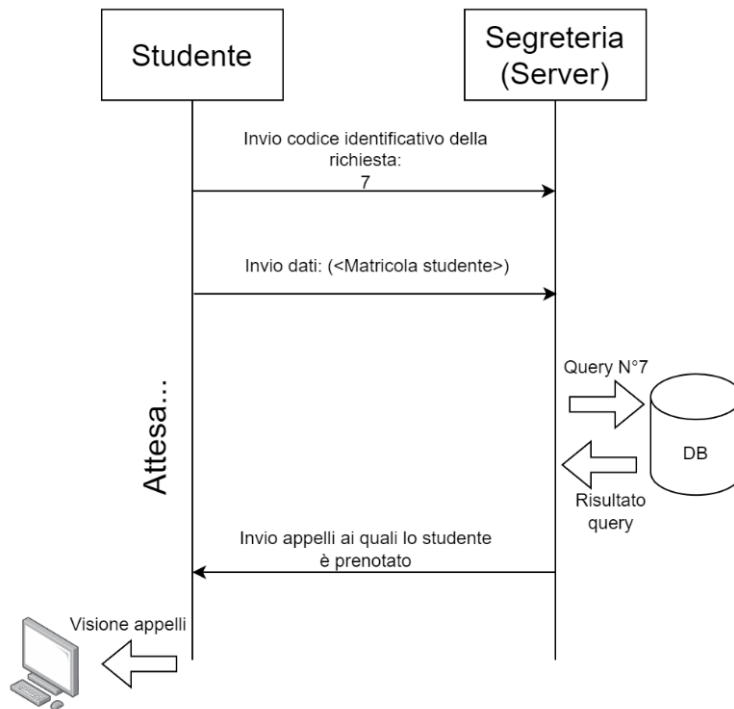 Studente
Segreteria
(Server)
Invio codice identificativo della
richiesta:
7
Invio dati: (<Matricola studente>)
Attesa...
Query N°7
DB
Risultato
query
Invio appelli ai quali lo studente
è prenotato
Visione appelli